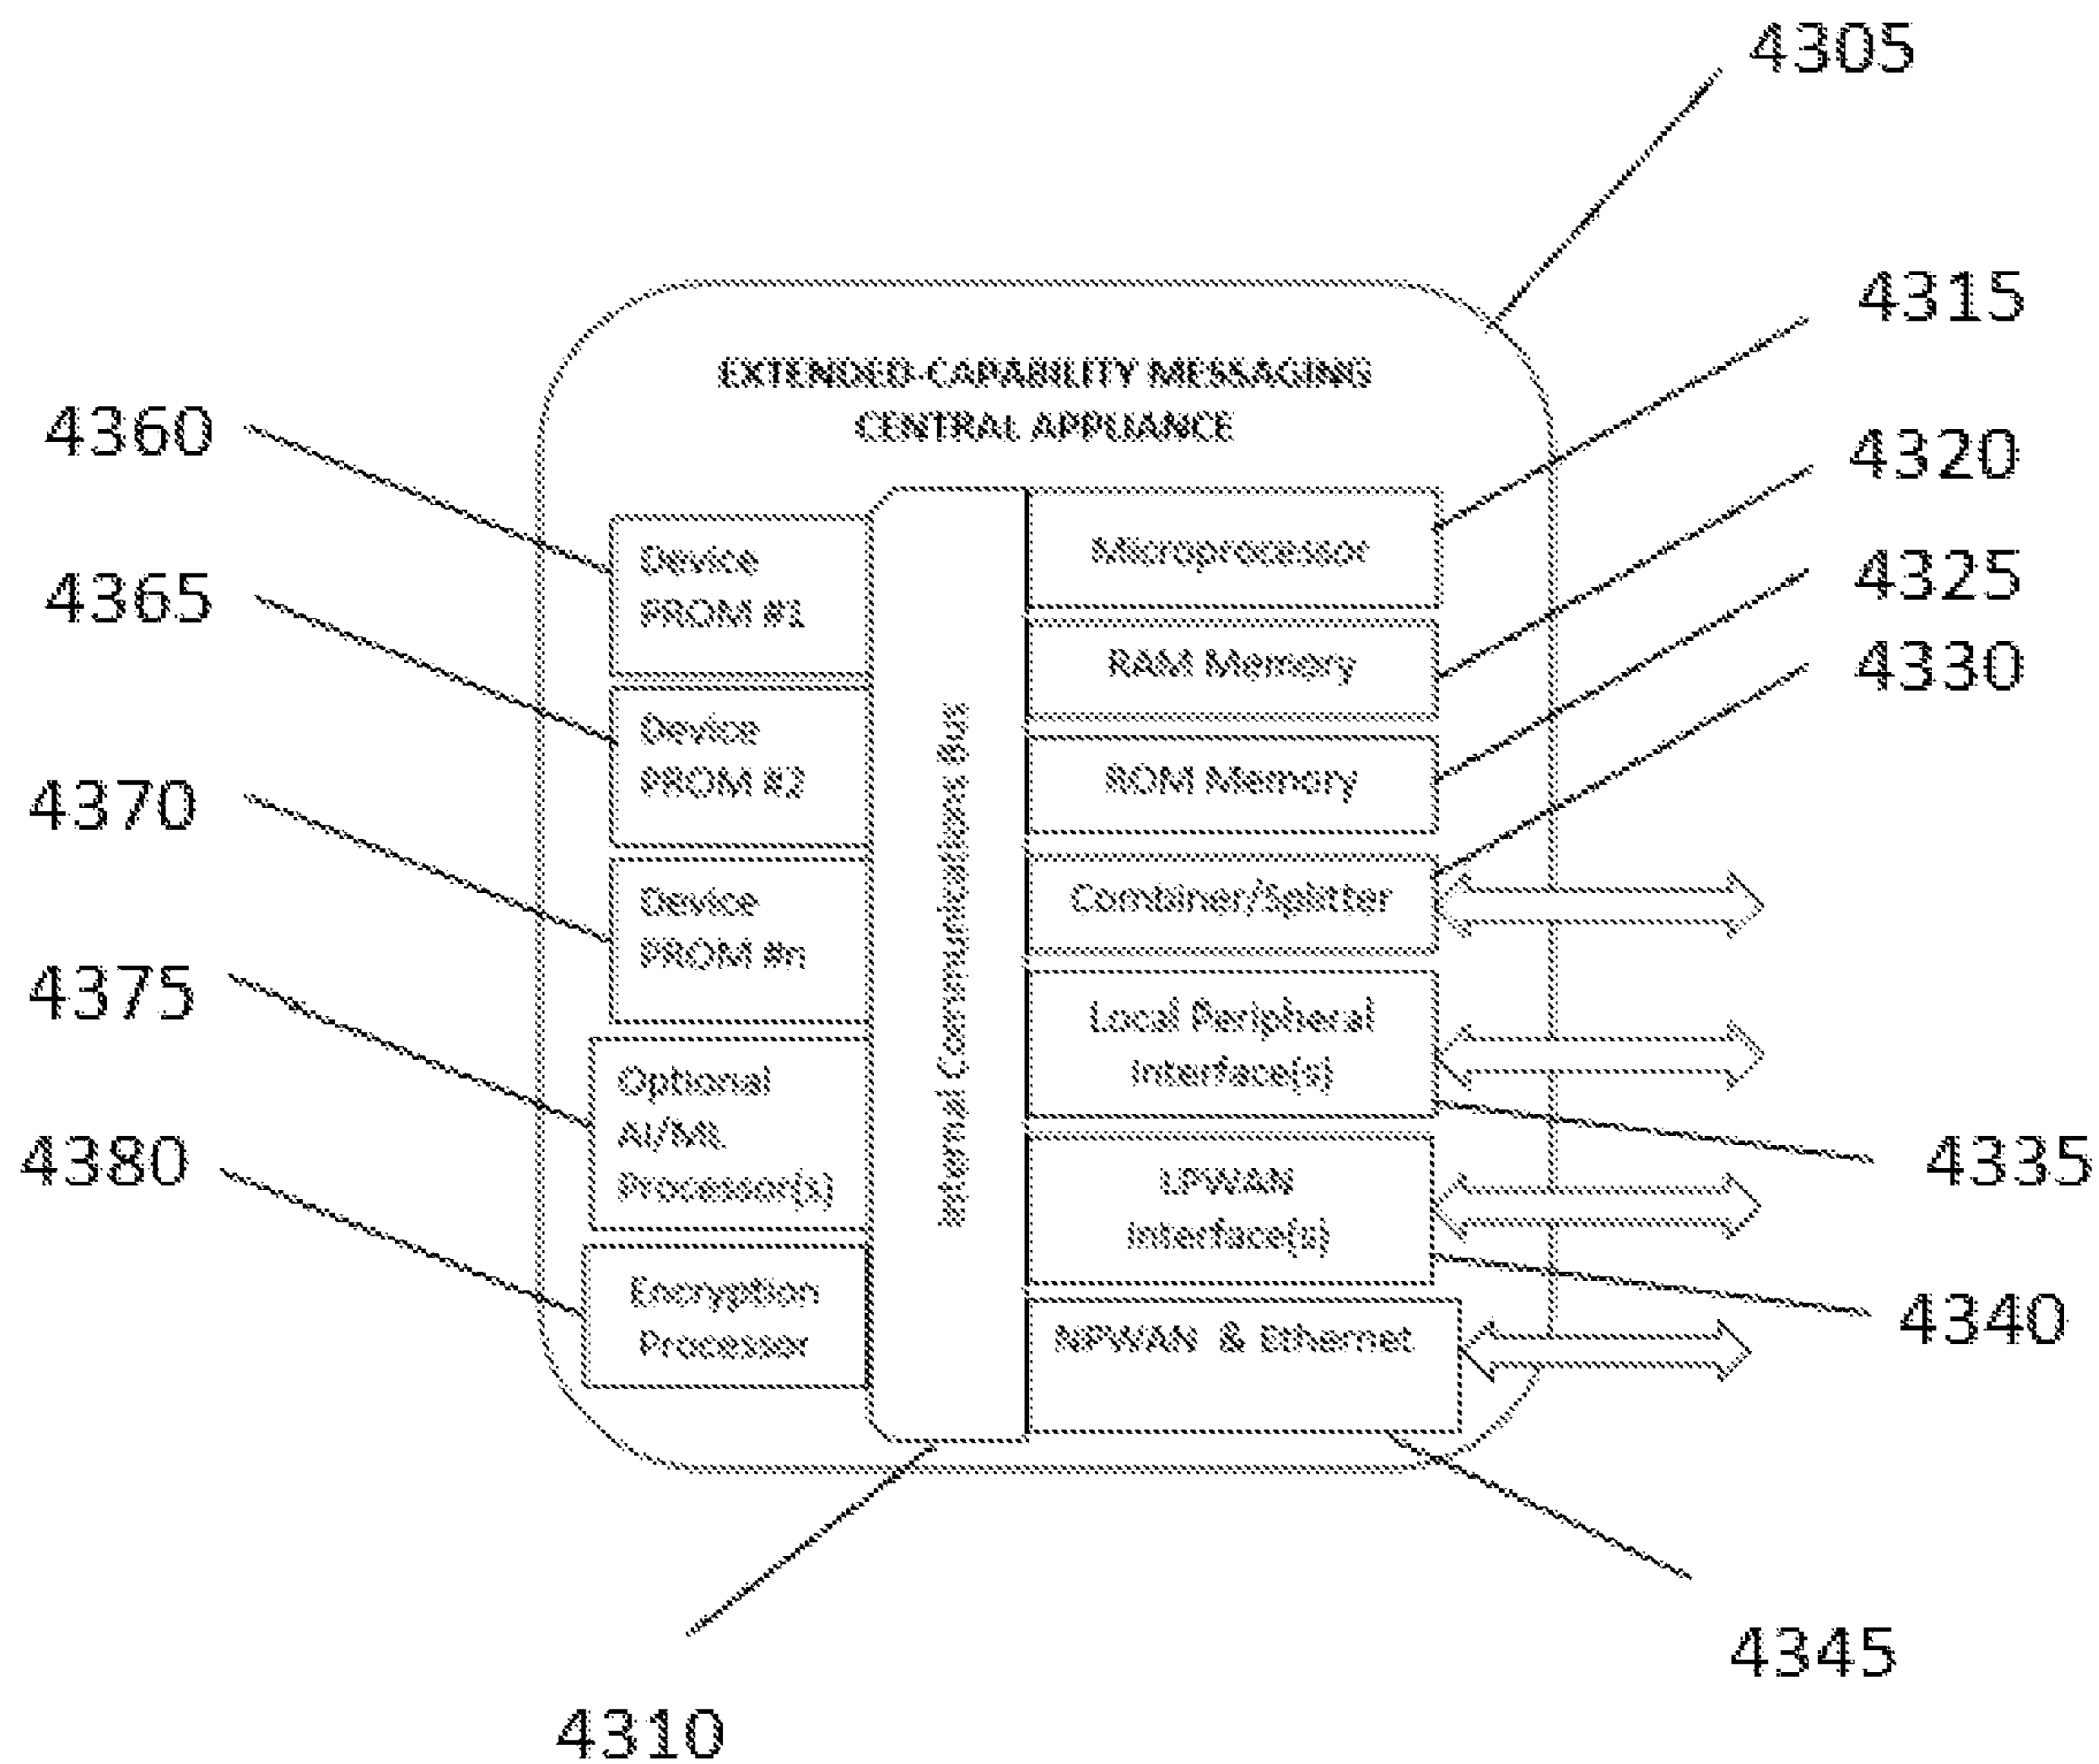 4305
4315
EXTENDED-CAPABILITY MESSAGING
CENTRAL APPLIANCE
4360
4320
Device
PROM #1
Microprocessor
4325
4365
RAM Memory
4330
Device
PROM #2
ROM Memory
4370
Device
PROM #n
Combiner/Splitter
4375
Local Peripheral
Interface(s)
Optional
AI/ML
Processor(s)
4380
4335
LPWAN
Interface(s)
Internal Communications Bus
Encryption
Processor
4340
NPWAN & Ethernet
4345
4310